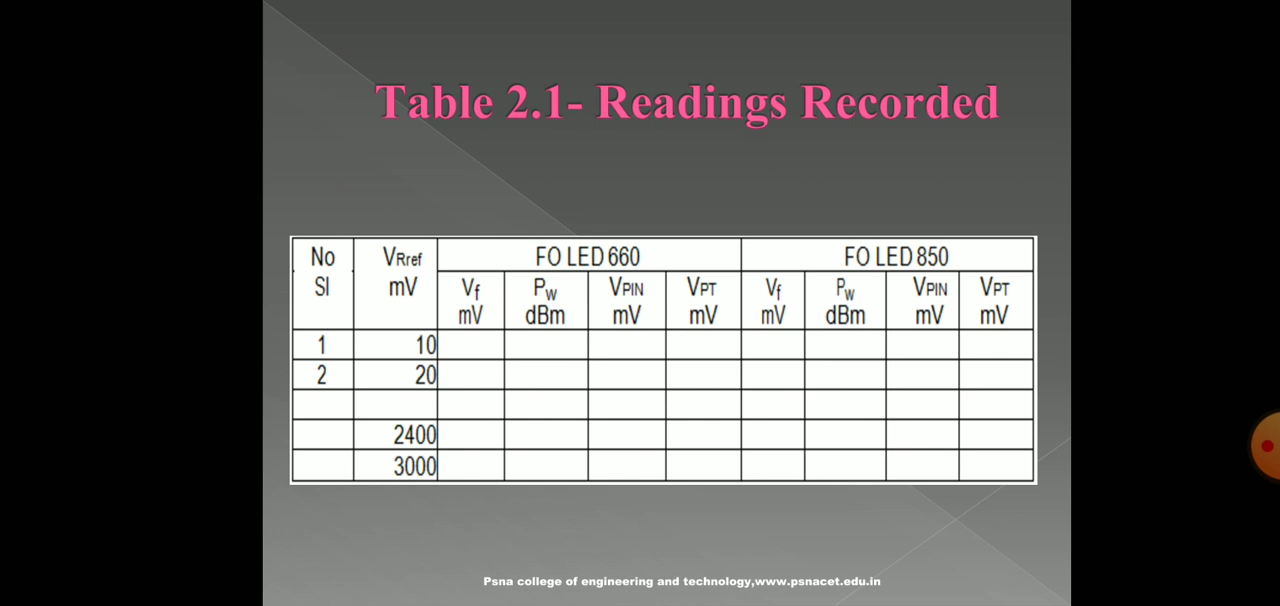 Table 2.1- Readings Recorded
No VRref FO LED 660 FO LED 850
Sl mV Vf Pw VPIN VPT Vf Pw VPIN VPT
mV dBm mV mV mV dBm mV mV
1 10
2 20
2400
3000
Psna college of engineering and technology,www.psnacet.edu.in